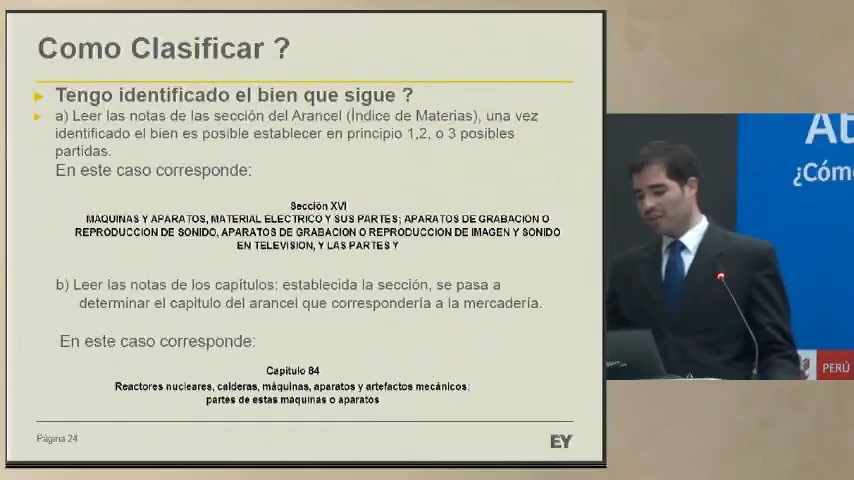 Como Clasificar ?
Tengo identificado el bien que sigue ?
a) Leer las notas de las sección del Arancel (Índice de Materias), una vez
identificado el bien es posible establecer en principio 1,2, o 3 posibles
partidas.
En este caso corresponde:
Sección XVI
MAQUINAS Y APARATOS, MATERIAL ELECTRICO Y SUS PARTES; APARATOS DE GRABACION O
REPRODUCCION DE SONIDO, APARATOS DE GRABACION O REPRODUCCION DE IMAGEN Y SONIDO
EN TELEVISION, Y LAS PARTES Y
b) Leer las notas de los capítulos: establecida la sección, se pasa a
determinar el capitulo del arancel que correspondería a la mercadería.
En este caso corresponde:
Capitulo 84
Reactores nucleares, calderas, máquinas, aparatos y artefactos mecánicos;
partes de estas máquinas o aparatos
Página 24
EY
¿Cómo
PERÚ